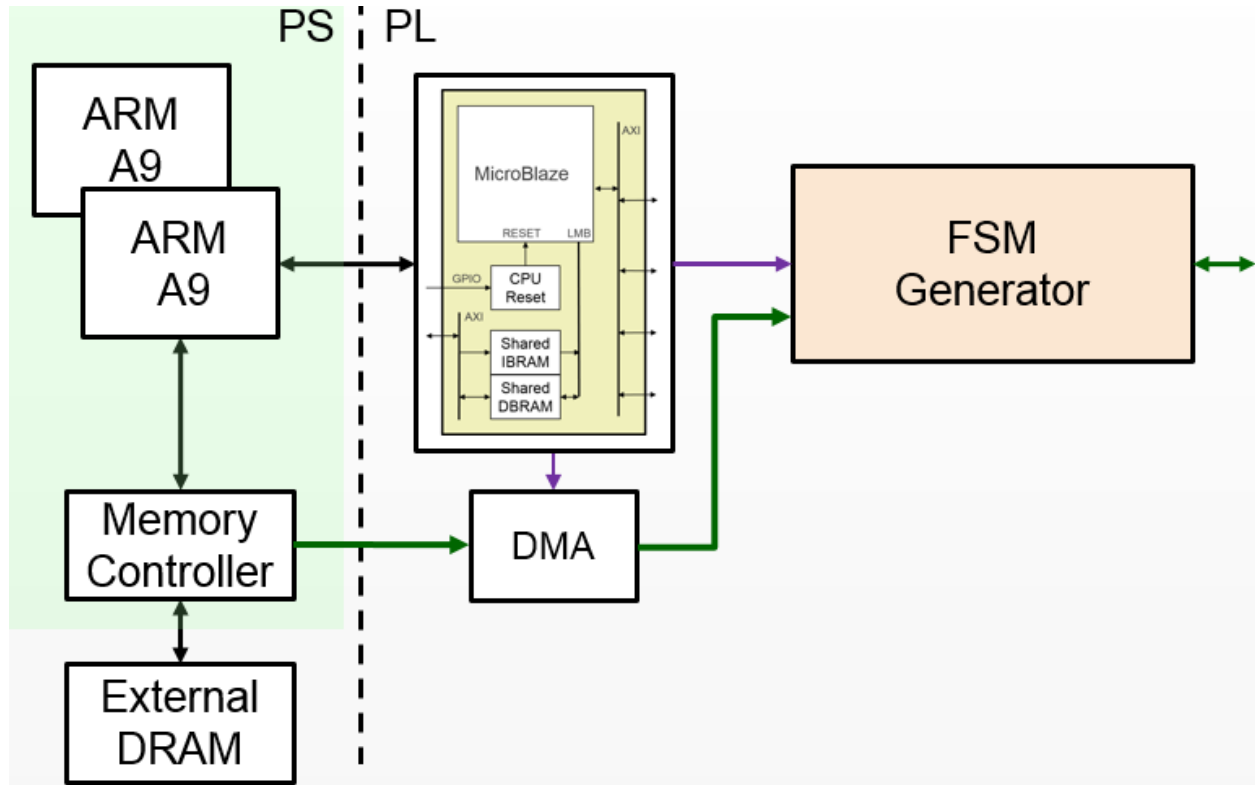 PS
PL
ARM
A9
ARM
A9
MicroBlaze
AXI
RESET
LMB
GPIO
CPU
Reset
AXI
Shared
IBRAM
Shared
DBRAM
FSM
Generator
Memory
Controller
DMA
External
DRAM